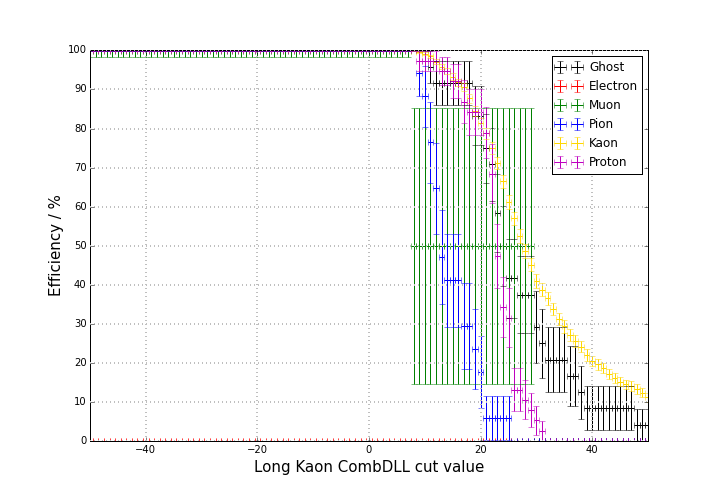 100
90
80
70
60
50
40
30
20
10
0
Efficiency / %
Ghost
Electron
Muon
Pion
Kaon
Proton
−40
−20
0
20
40
Long Kaon CombDLL cut value